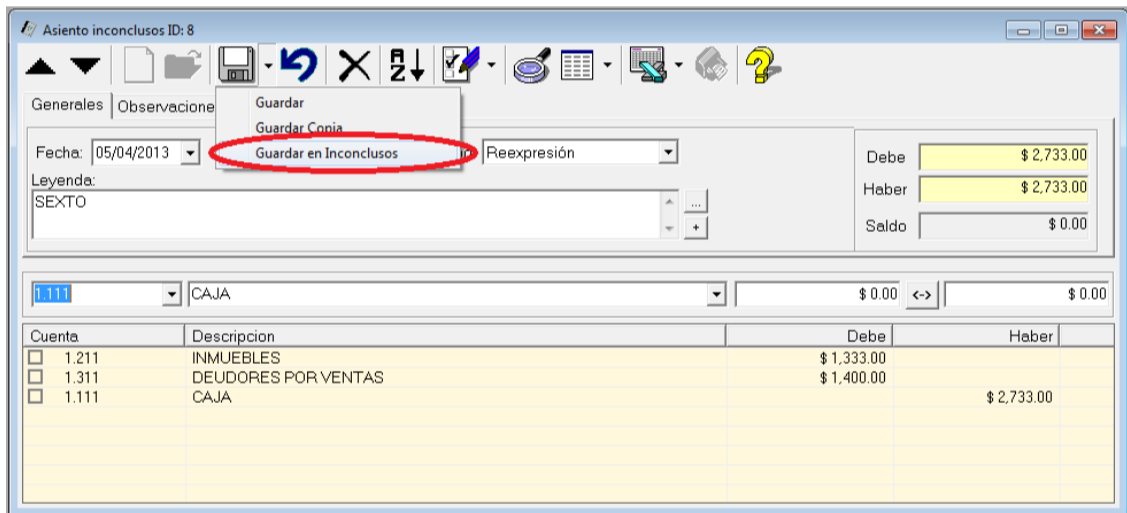 Asiento inconclusos ID: 8
Generales Observacione
Guardar
Guardar Copia
Guardar en Inconclusos
Fecha: 05/04/2013 Reexpresión
Leyenda:
SEXTO
...
+
Debe $ 2,733.00
Haber $ 2,733.00
Saldo $ 0.00
1.111 CAJA $ 0.00 <-> $ 0.00
Cuenta Descripcion Debe Haber
1.211 INMUEBLES $ 1,333.00
1.311 DEUDORES POR VENTAS $ 1,400.00
1.111 CAJA $ 2,733.00